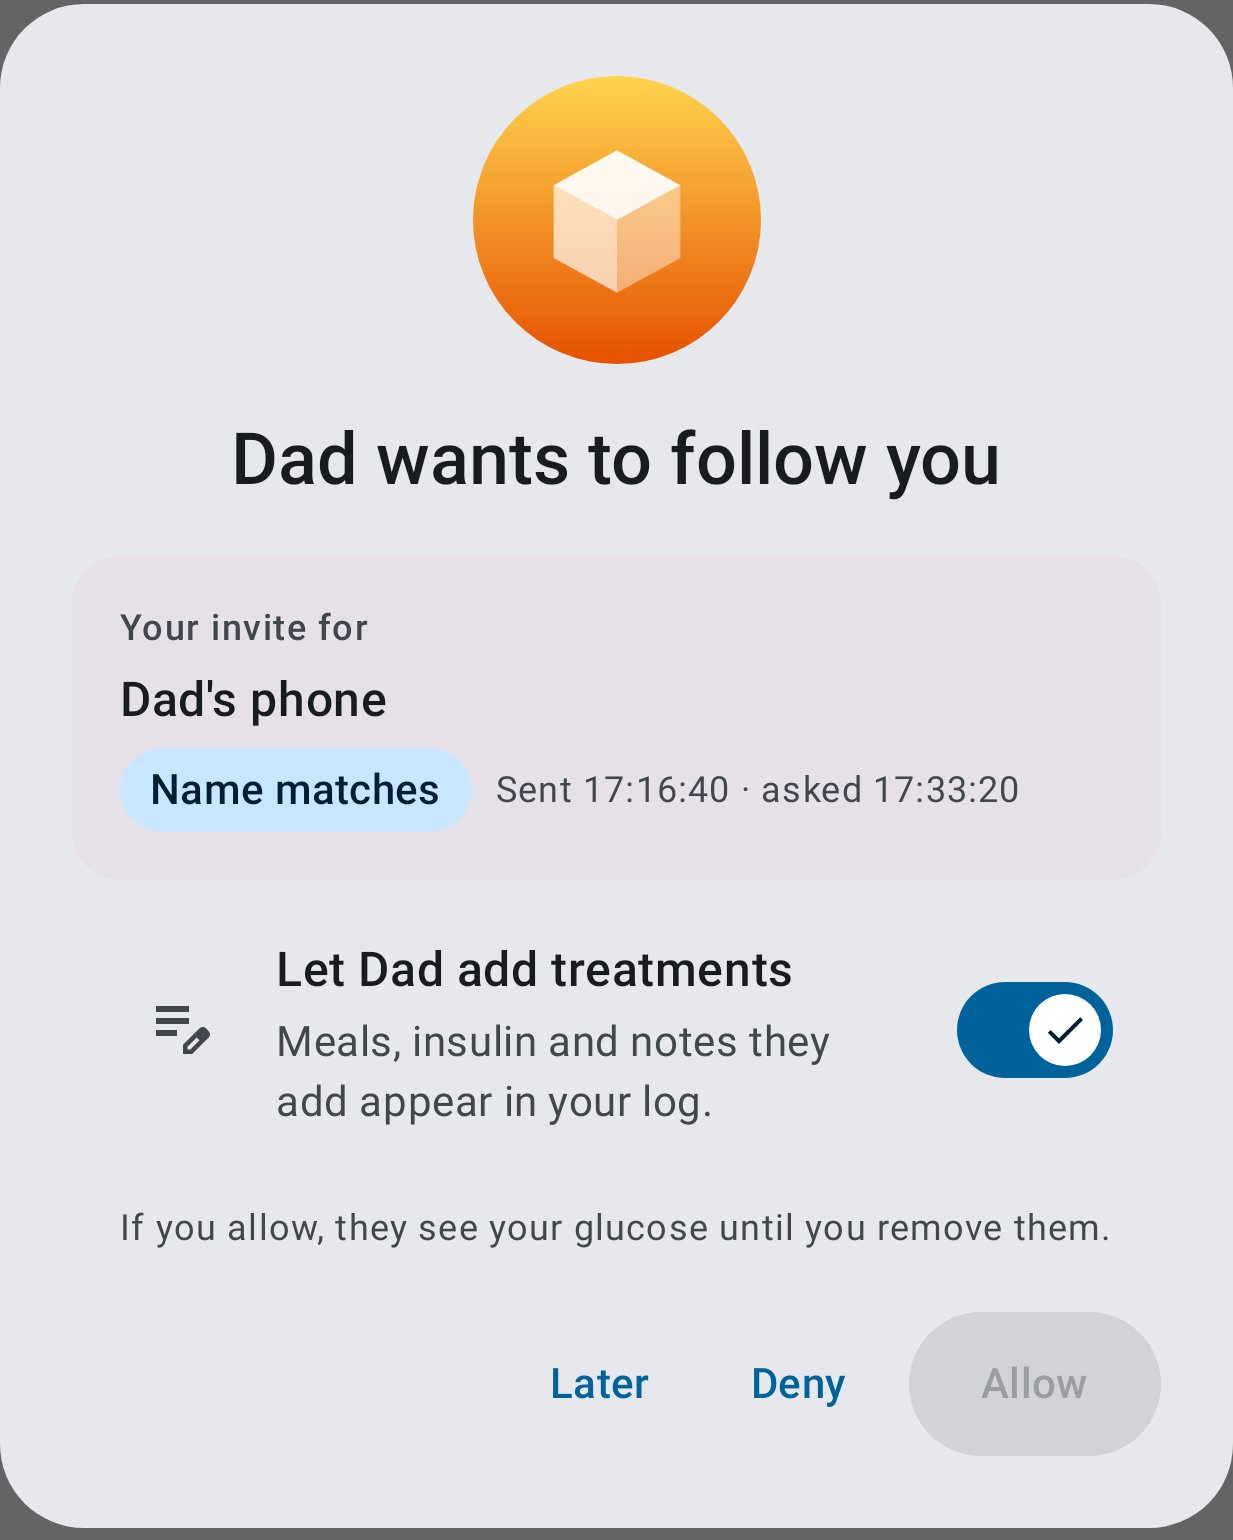 Dad wants to follow you
Your invite for
Dad's phone
Name matches
Sent 17:16:40 · asked 17:33:20
Let Dad add treatments
Meals, insulin and notes they
add appear in your log.
If you allow, they see your glucose until you remove them.
Later
Deny
Allow